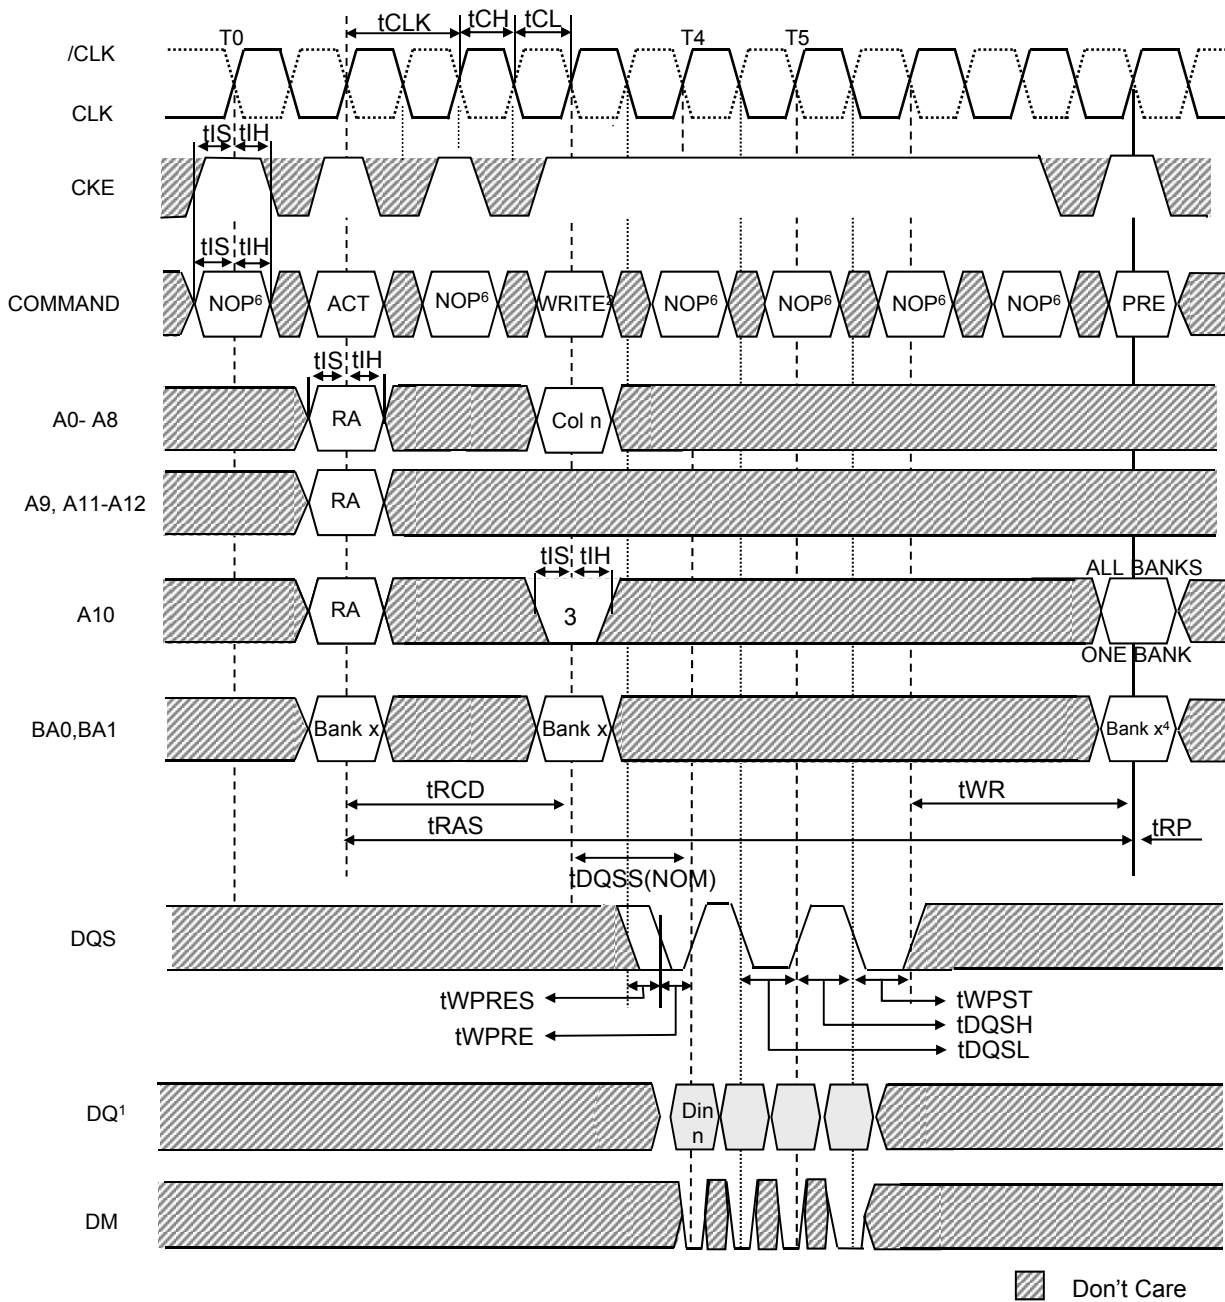 tCLK tCH tCL
T0 T4 T5
/CLK
CLK
tIS tIH
CKE
tIS tIH
COMMAND NOP6 ACT NOP6 WRITE2 NOP6 NOP6 NOP6 NOP6 PRE
tIS tIH
A0- A8 RA Col n
A9, A11-A12 RA
tIS tIH
ALL BANKS
A10 RA 3
ONE BANK
BA0,BA1 Bank x Bank x Bank x4
tRCD tWR
tRAS tRP
tDQSS(NOM)
DQS
tWPRES tWPST
tWPRE tDQSH
tDQSL
DQ1 Din
n
DM
Don't Care